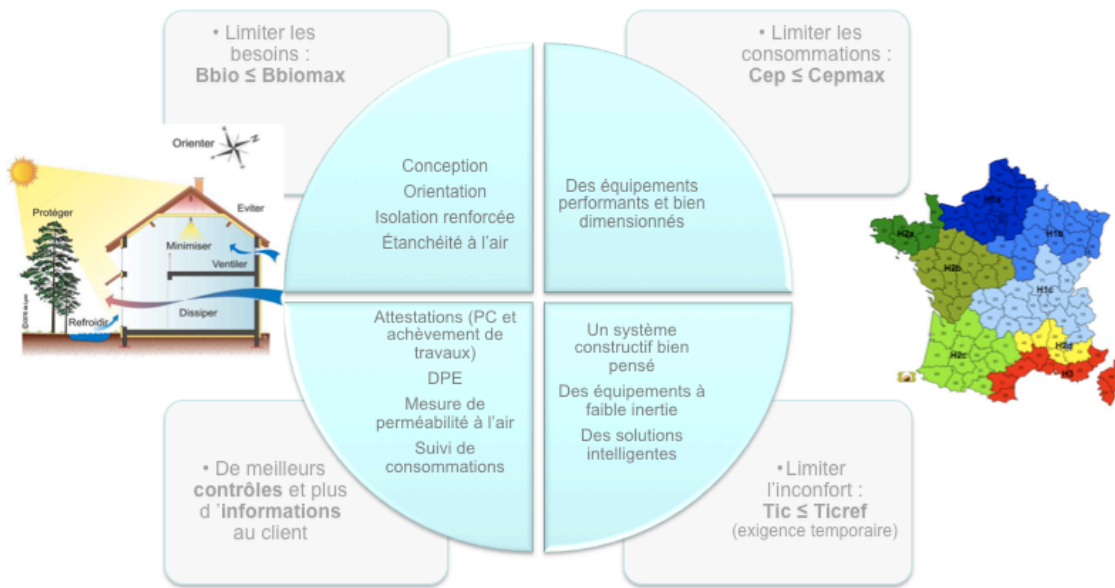 • Limiter les
besoins :
Bbio ≤ Bbiomax
• Limiter les
consommations :
Cep ≤ Cepmax
Orienter
N
Protéger
Eviter
Minimiser
Ventiler
Dissiper
Refroidir
Conception
Orientation
Isolation renforcée
Étanchéité à l'air
Des équipements
performants et bien
dimensionnés
H1a
H1b
H2a
H2b
H1c
H2c
H2d
H3
Attestations (PC et
achèvement de
travaux)
DPE
Mesure de
perméabilité à l'air
Suivi de
consommations
Un système
constructif bien
pensé
Des équipements à
faible inertie
Des solutions
intelligentes
• De meilleurs
contrôles et plus
d 'informations
au client
• Limiter
l'inconfort :
Tic ≤ Ticref
(exigence temporaire)